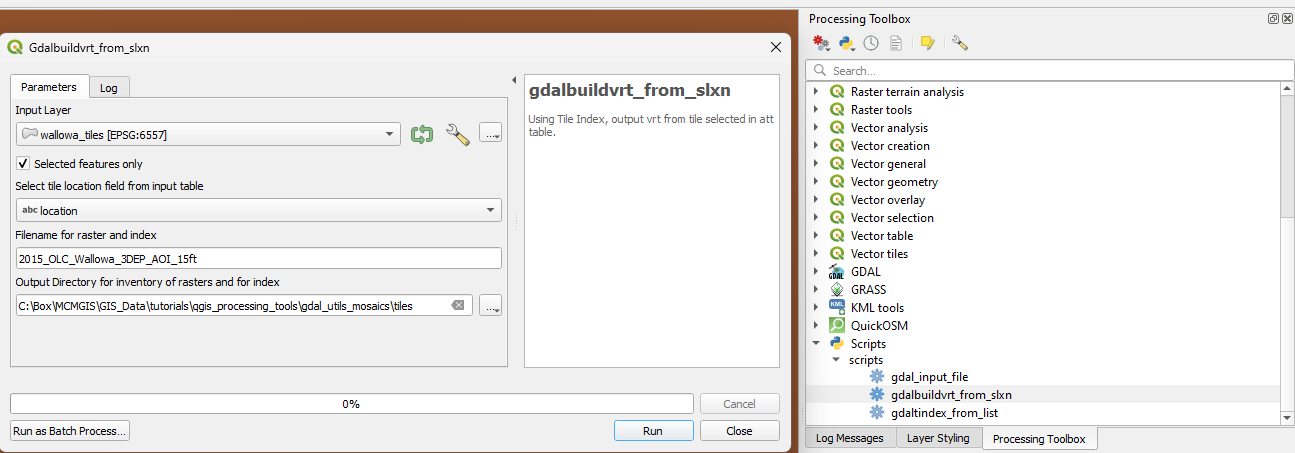 Gdalbuildvrt_from_slxn
Parameters
Log
Input Layer
wallowa_tiles [EPSG:6557]
...
Selected features only
Select tile location field from input table
abc location
Filename for raster and index
2015_OLC_Wallowa_3DEP_AOI_15ft
Output Directory for inventory of rasters and for index
C:\Box\MCMGIS\GIS_Data\tutorials\qgis_processing_tools\gdal_utils_mosaics\tiles
...
gdalbuildvrt_from_slxn
Using Tile Index, output vrt from tile selected in att
table.
0%
Cancel
Run as Batch Process...
Run
Close
Processing Toolbox
Search...
Raster terrain analysis
Raster tools
Vector analysis
Vector creation
Vector general
Vector geometry
Vector overlay
Vector selection
Vector table
Vector tiles
GDAL
GRASS
KML tools
QuickOSM
Scripts
scripts
gdal_input_file
gdalbuildvrt_from_slxn
gdaltindex_from_list
Log Messages
Layer Styling
Processing Toolbox